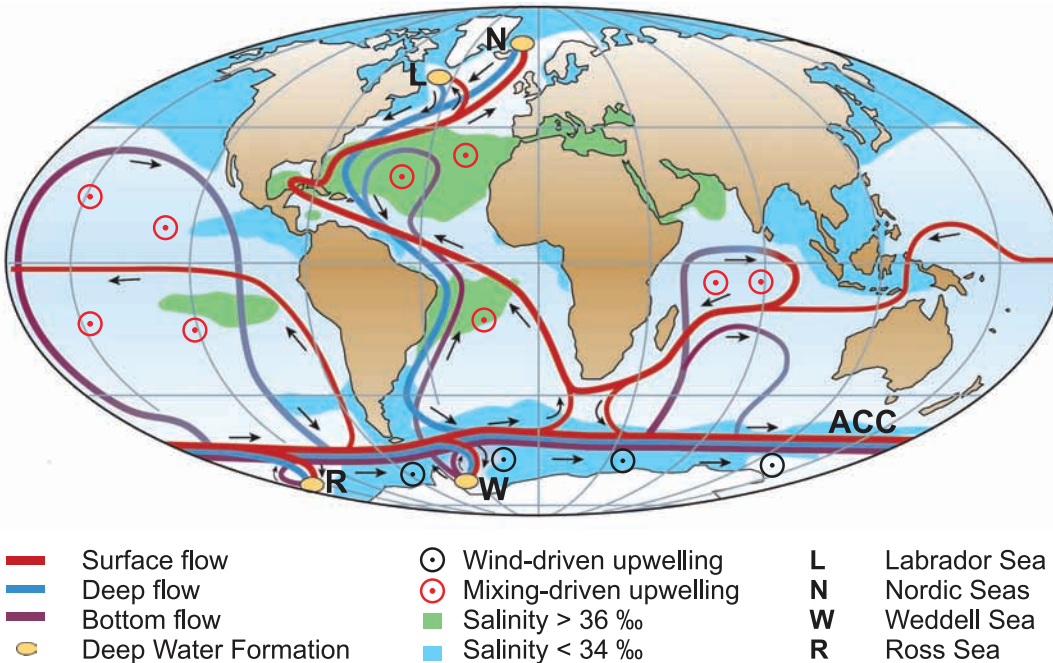 N
L
ACC
R
W
Surface flow
Deep flow
Bottom flow
Deep Water Formation
Wind-driven upwelling
Mixing-driven upwelling
Salinity > 36 ‰
Salinity < 34 ‰
L Labrador Sea
N Nordic Seas
W Weddell Sea
R Ross Sea